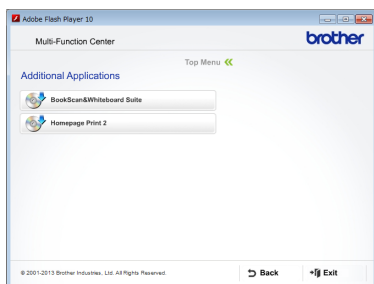 Adobe Flash Player 10
Multi-Function Center
brother
Top Menu
Additional Applications
BookScan&Whiteboard Suite
Homepage Print 2
© 2001-2013 Brother Industries, Ltd. All Rights Reserved.
Back
Exit